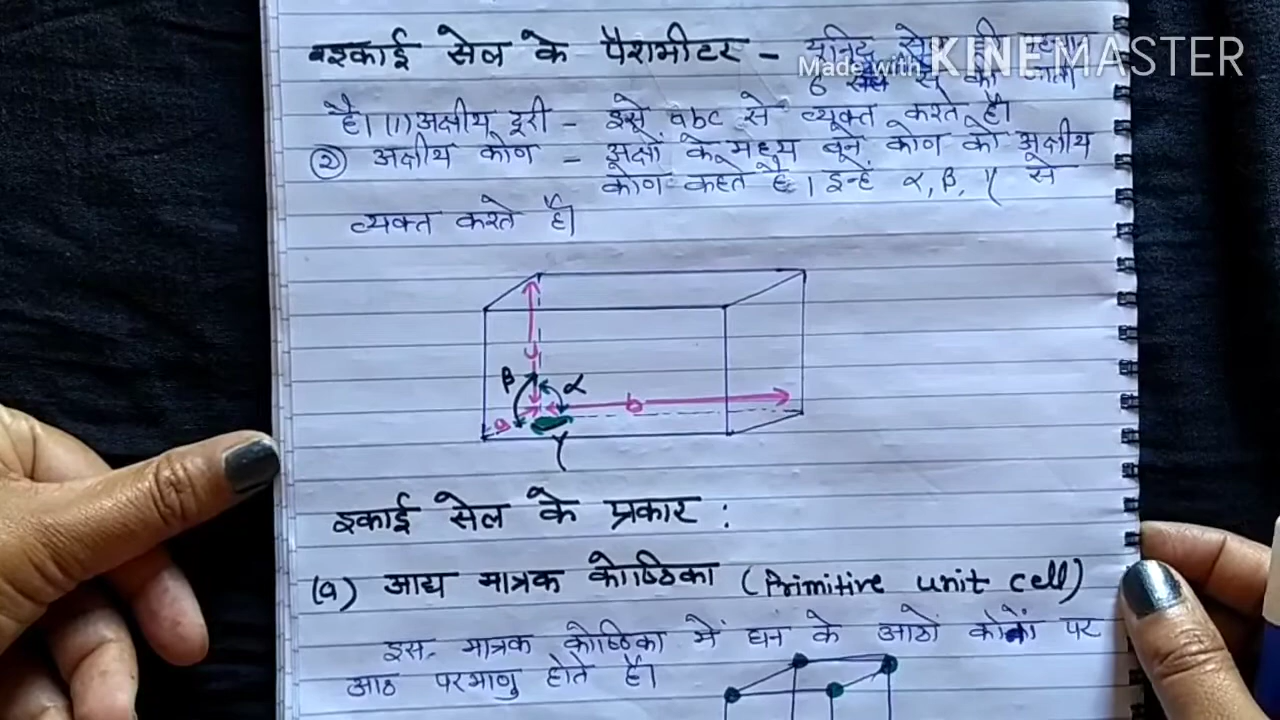 इकाई सेल के पैरामीटर - यूनिट सेल की
Made with KINEMASTER
6
है। (1) अक्षीय दूरी - इसे abc से व्यक्त करते है।
② अक्षीय कोण - अक्षों के मध्य बने कोण को अक्षीय
कोण कहते है। इन्हें α, β, γ से
व्यक्त करते है।
β α
b
a
γ
इकाई सेल के प्रकार :
(a) आद्य मात्रक कोष्ठिका (Primitive unit cell)
इस मात्रक कोष्ठिका में घन के आठों कोनों पर
आठ परमाणु होते है।